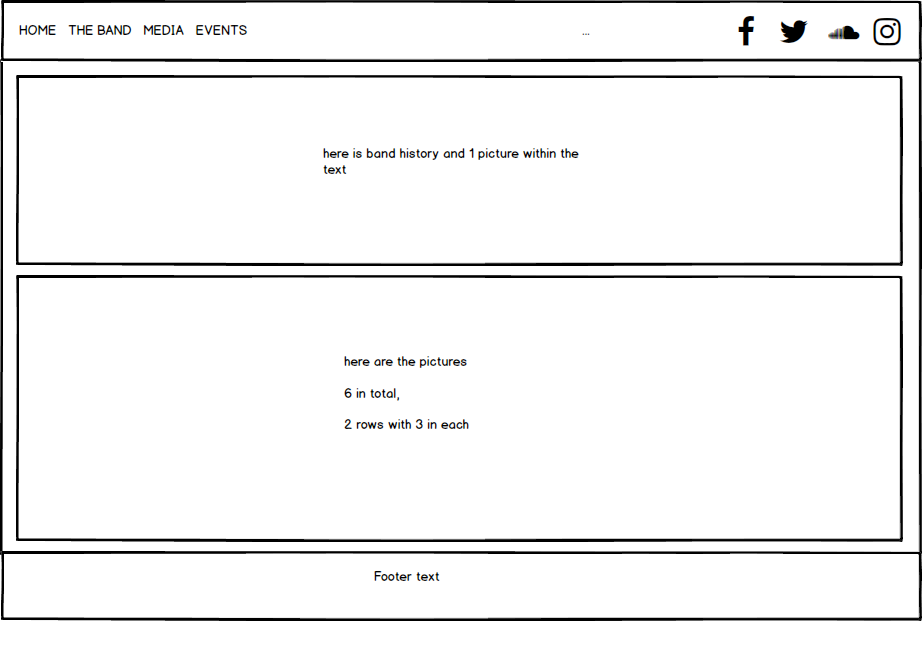 HOME THE BAND MEDIA EVENTS ...
here is band history and 1 picture within the
text
here are the pictures
6 in total,
2 rows with 3 in each
Footer text